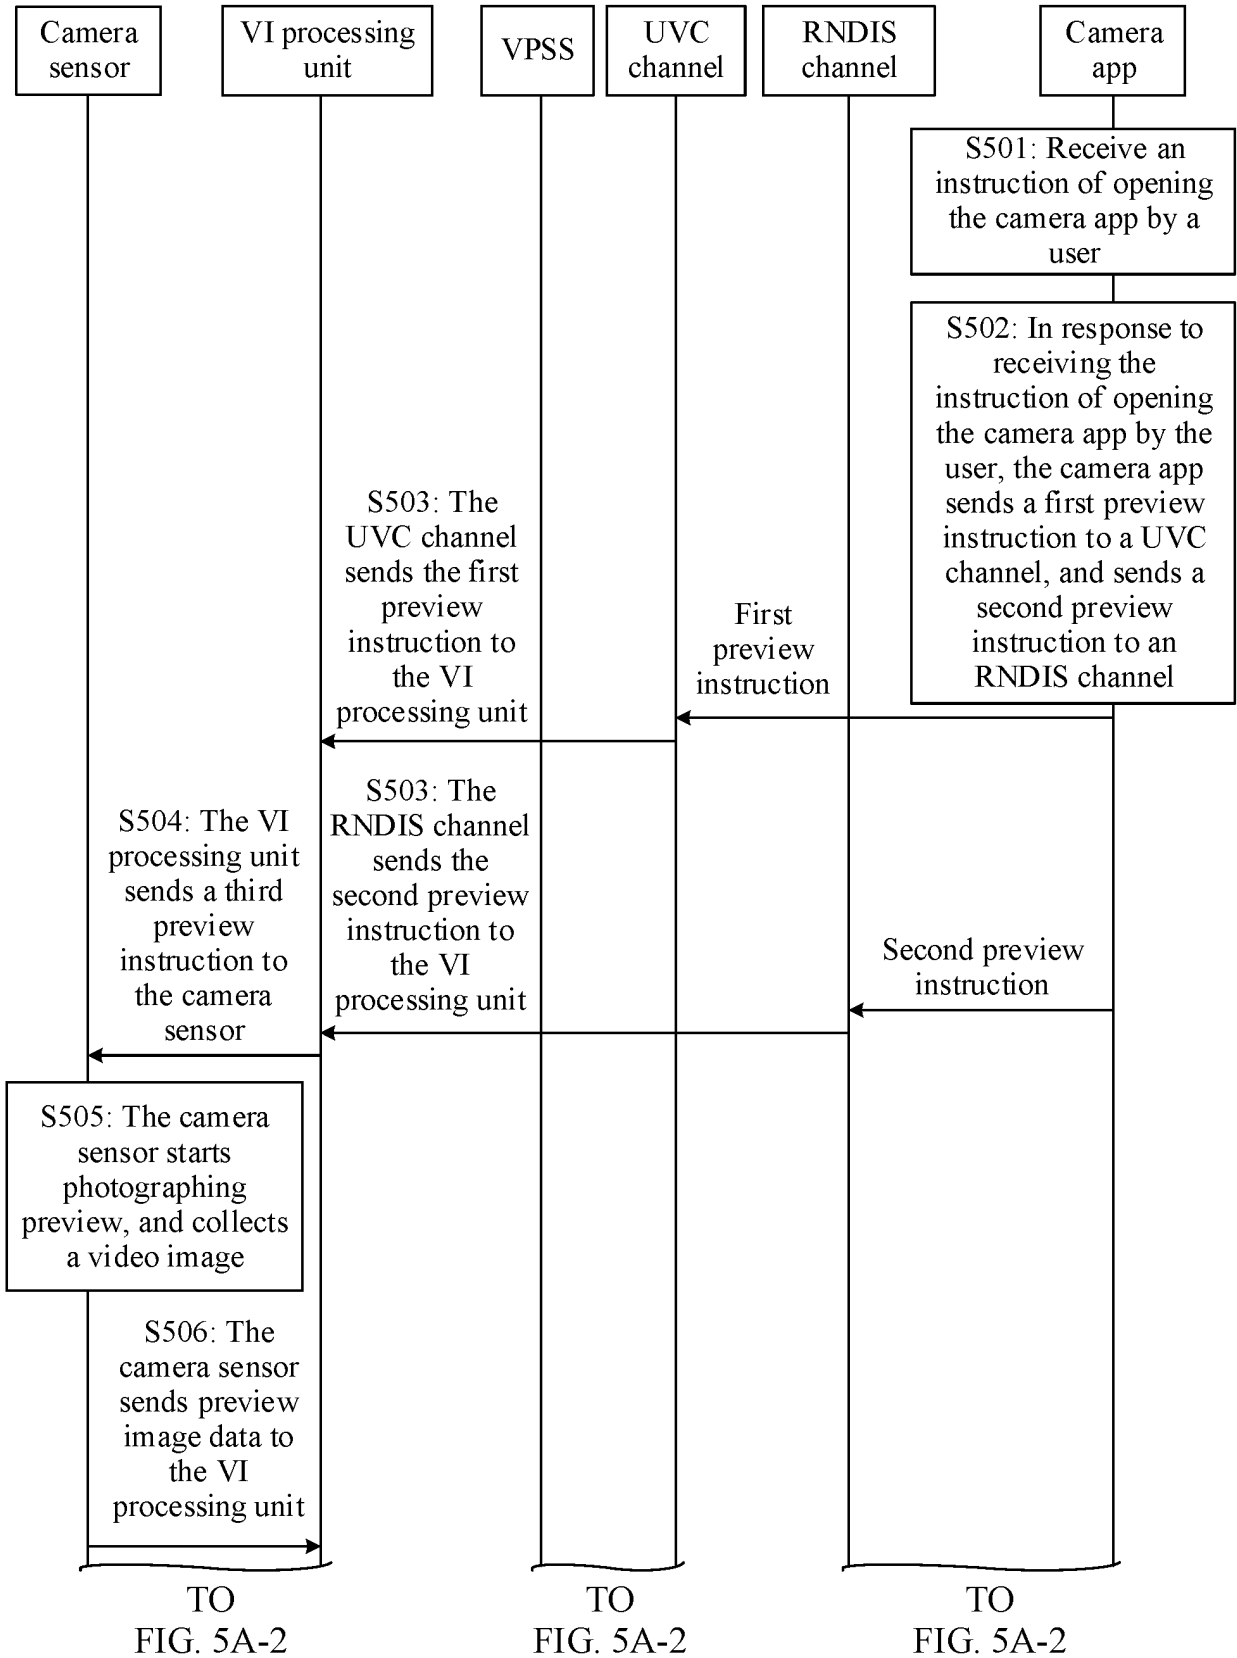 Camera
sensor
VI processing
unit
VPSS
UVC
channel
RNDIS
channel
Camera
app
S501: Receive an
instruction of opening
the camera app by a
user
S502: In response to
receiving the
instruction of opening
the camera app by the
user, the camera app
sends a first preview
instruction to a UVC
channel, and sends a
second preview
instruction to an
RNDIS channel
First
preview
instruction
S503: The
UVC channel
sends the first
preview
instruction to
the VI
processing unit
Second preview
instruction
S503: The
RNDIS channel
sends the
second preview
instruction to
the VI
processing unit
S504: The VI
processing unit
sends a third
preview
instruction to
the camera
sensor
S505: The camera
sensor starts
photographing
preview, and collects
a video image
S506: The
camera sensor
sends preview
image data to
the VI
processing unit
TO
FIG. 5A-2
TO
FIG. 5A-2
TO
FIG. 5A-2